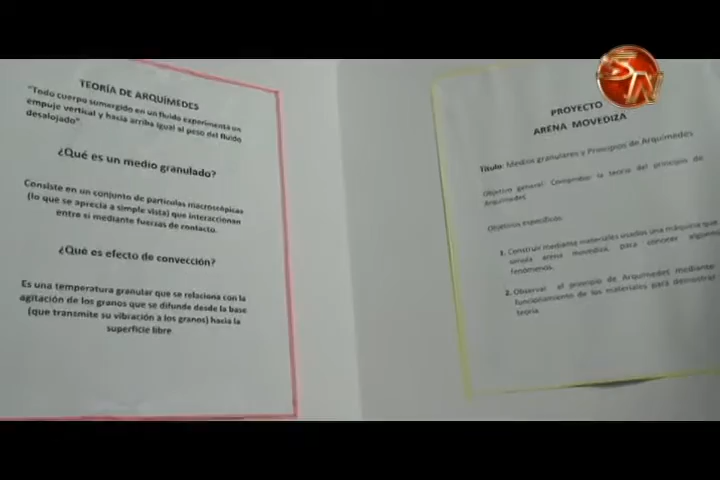 TEORÍA DE ARQUÍMEDES
"Todo cuerpo sumergido en un fluido experimenta un
empuje vertical y hacia arriba igual al peso del fluido
desalojado"
¿Qué es un medio granulado?
Consiste en un conjunto de partículas macroscópicas
(lo que se aprecia a simple vista) que interaccionan
entre si mediante fuerzas de contacto.
¿Qué es efecto de convección?
Es una temperatura granular que se relaciona con la
agitación de los granos que se difunde desde la base
(que transmite su vibración a los granos) hacia la
superficie libre
SN
PROYECTO
ARENA MOVEDIZA
Título: Medios granulares y Principios de Arquímedes
Objetivo general: la teoría del principio de
Arquímedes
Objetivos específicos:
1. Construir mediante materiales usados una máquina que
simula arena movediza, para conocer
fenómenos.
2. Observar el principio de Arquímedes mediante
funcionamiento de los materiales para demostrar
teoría